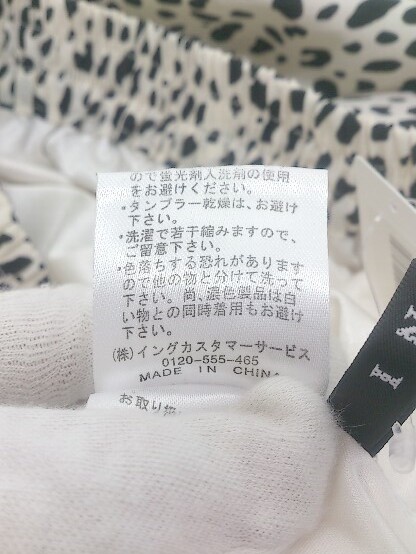 ので蛍光剤入洗剤の使用
をお避けください。
・タンブラー乾燥は、お避け
下さい。
・洗濯で若干縮みますので、
ご留意下さい。
・色落ちする恐れがあります
ので他の物と分けて洗って
下さい。尚、濃色製品は白
い物との同時着用もお避け
下さい。
(株)イングカスタマーサービス
0120-555-465
MADE IN CHINA
お取り扱